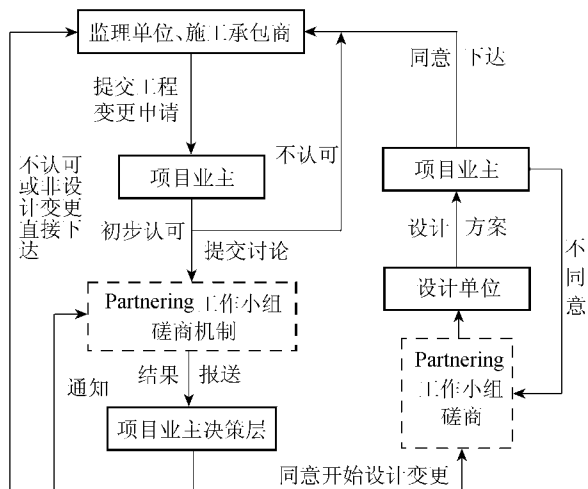 监理单位、施工承包商
同意 下达
提交工程
变更申请
不认可
不认可
或非设
计变更
直接下
达
项目业主
项目业主
初步认可
提交讨论
设计 方案
不同意
设计单位
Partnering 工作小组
磋商机制
Partnering
工作小组
磋商
通知
结果 报送
项目业主决策层
同意开始设计变更